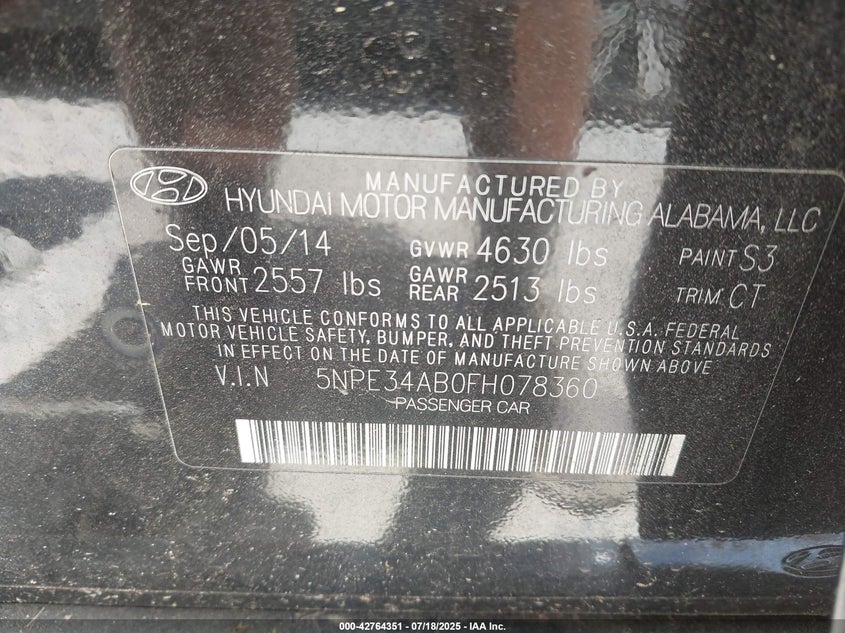 MANUFACTURED BY
HYUNDAI MOTOR MANUFACTURING ALABAMA, LLC
Sep/05/14 GVWR 4630 lbs PAINT S3
GAWR FRONT 2557 lbs GAWR REAR 2513 lbs TRIM CT
THIS VEHICLE CONFORMS TO ALL APPLICABLE U.S.A. FEDERAL
MOTOR VEHICLE SAFETY, BUMPER, AND THEFT PREVENTION STANDARDS
IN EFFECT ON THE DATE OF MANUFACTURE SHOWN ABOVE
V.I.N 5NPE34AB0FH078360
PASSENGER CAR
000-42764351 - 07/18/2025 - IAA Inc.